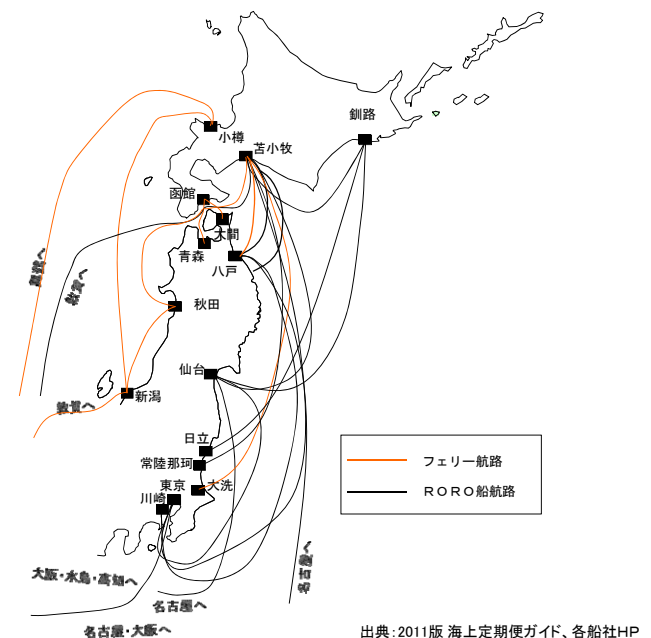 釧路
小樽
苫小牧
函館
大間
青森
八戸
敦賀へ
秋田
仙台
新潟
敦賀へ
日立
常陸那珂
東京
大洗
川崎
フェリー航路
RORO船航路
名古屋へ
大阪・水島・高知へ
名古屋へ
名古屋・大阪へ
出典:2011版 海上定期便ガイド、各船社HP